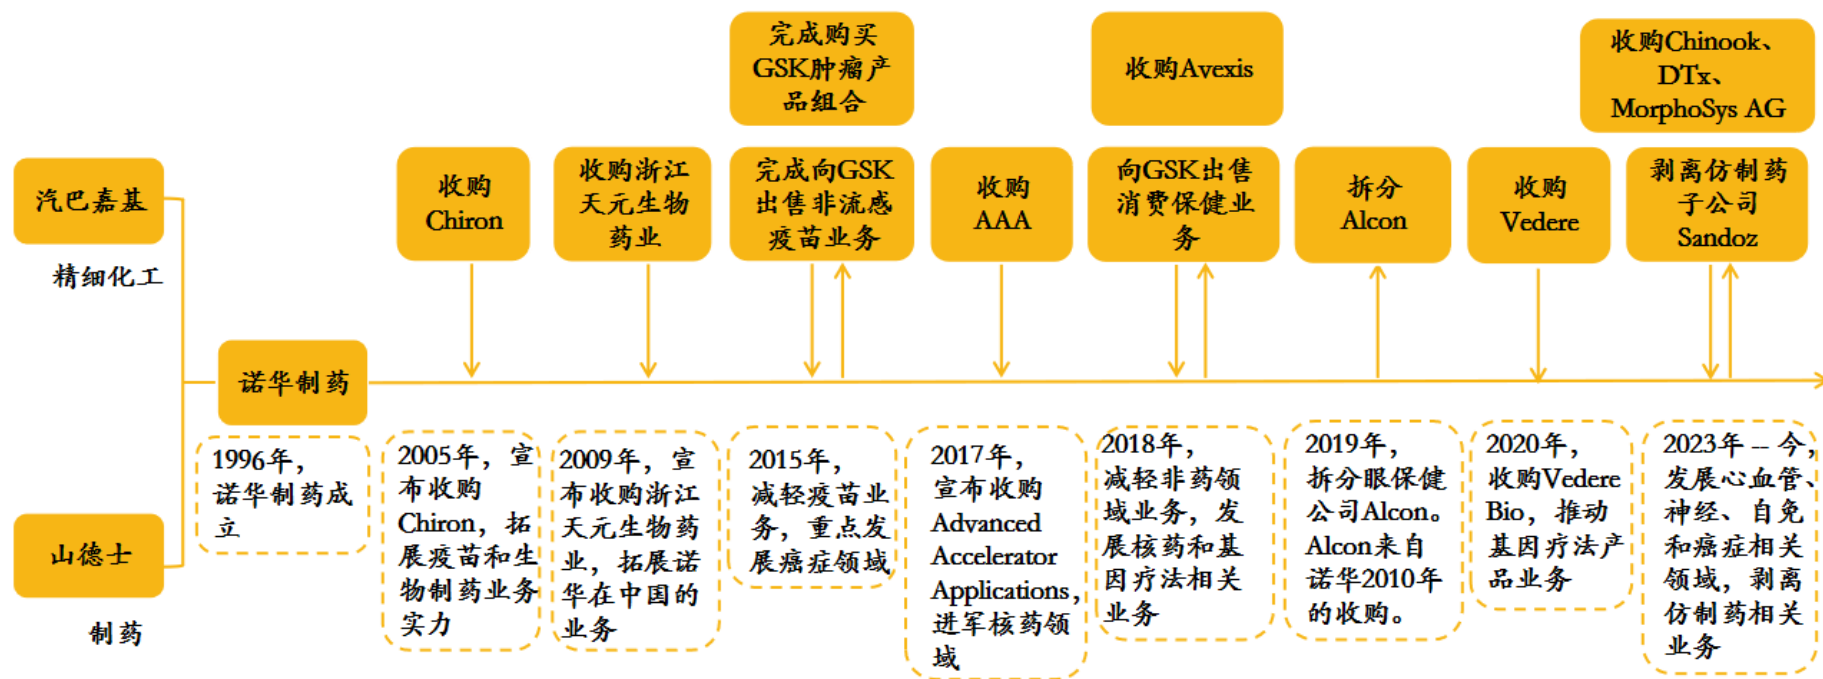 汽巴嘉基
精细化工
山德士
制药
诺华制药
1996年，
诺华制药成
立
收购
Chiron
2005年，宣
布收购
Chiron，拓
展疫苗和生
物制药业务
实力
收购浙江
天元生物
药业
2009年，宣
布收购浙江
天元生物药
业，拓展诺
华在中国的
业务
完成购买
GSK肿瘤产
品组合
完成向GSK
出售非流感
疫苗业务
2015年，
减轻疫苗业
务，重点发
展癌症领域
收购
AAA
2017年，
宣布收购
Advanced
Accelerator
Applications，
进军核药领
域
收购Avexis
向GSK出售
消费保健业
务
2018年，
减轻非药领
域业务，发
展核药和基
因疗法相关
业务
拆分
Alcon
2019年，
拆分眼保健
公司Alcon。
Alcon来自
诺华2010年
的收购。
收购
Vedere
2020年，
收购Vedere
Bio，推动
基因疗法产
品业务
收购Chinook、
DTx、
MorphoSys AG
剥离仿制药
子公司
Sandoz
2023年--今，
发展心血管、
神经、自免
和癌症相关
领域，剥离
仿制药相关
业务